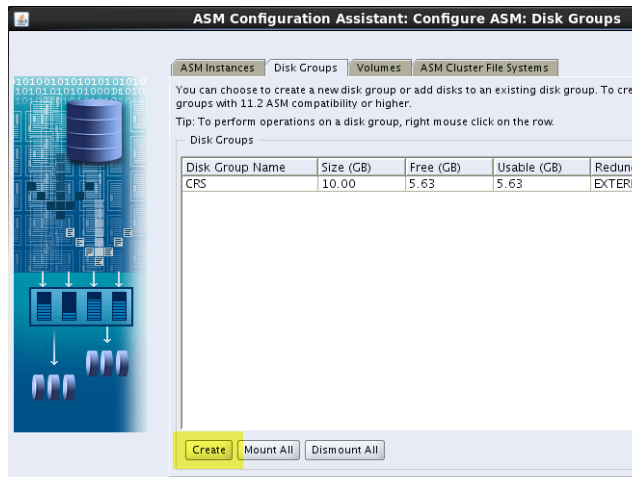 ASM Configuration Assistant: Configure ASM: Disk Groups
ASM Instances Disk Groups Volumes ASM Cluster File Systems
You can choose to create a new disk group or add disks to an existing disk group. To cre
groups with 11.2 ASM compatibility or higher.
Tip: To perform operations on a disk group, right mouse click on the row.
Disk Groups
Disk Group Name Size (GB) Free (GB) Usable (GB) Redun
CRS 10.00 5.63 5.63 EXTER
Create Mount All Dismount All